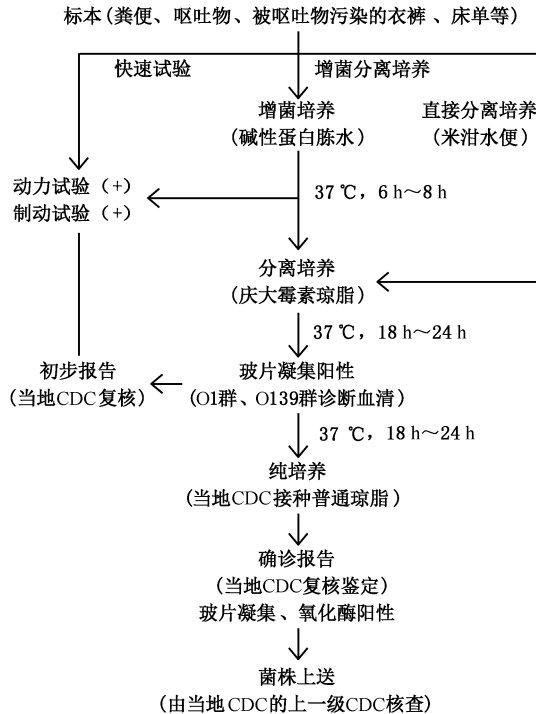 标本(粪便、呕吐物、被呕吐物污染的衣裤、床单等)
快速试验
增菌分离培养
增菌培养
(碱性蛋白胨水)
直接分离培养
(米泔水便)
动力试验(+)
制动试验(+)
37 ℃，6 h～8 h
分离培养
(庆大霉素琼脂)
37 ℃，18 h～24 h
初步报告
(当地CDC复核)
玻片凝集阳性
(O1群、O139群诊断血清)
37 ℃，18 h～24 h
纯培养
(当地CDC接种普通琼脂)
确诊报告
(当地CDC复核鉴定)
玻片凝集、氧化酶阳性
菌株上送
(由当地CDC的上一级CDC核查)